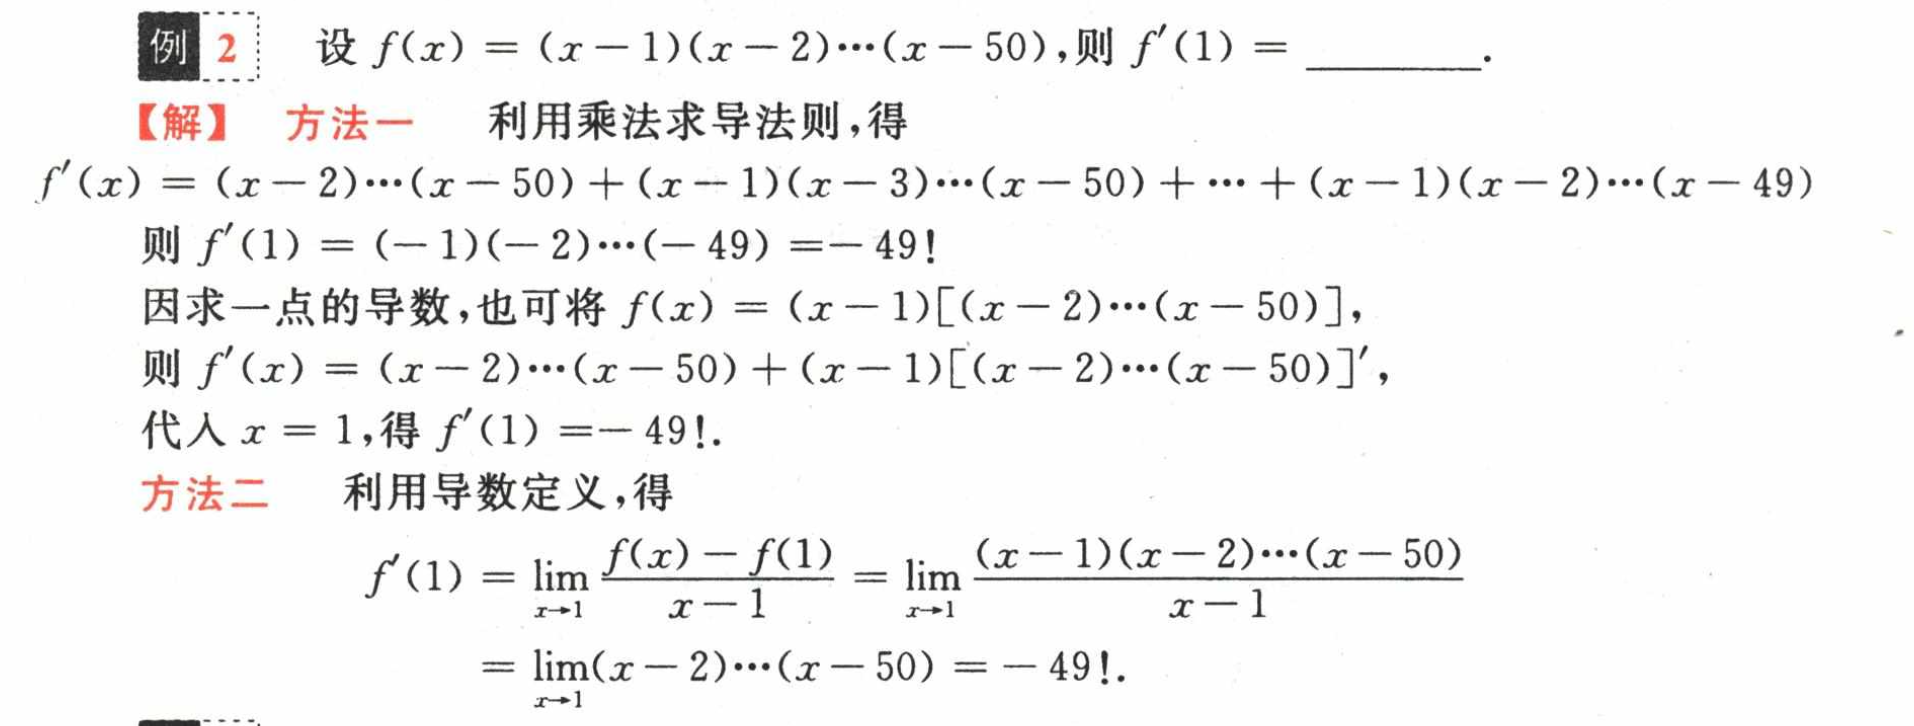 例 2 设 f(x) = (x − 1)(x − 2)⋯(x − 50),则 f′(1) = ________.
【解】 方法一 利用乘法求导法则,得
f′(x) = (x − 2)⋯(x − 50) + (x − 1)(x − 3)⋯(x − 50) + ⋯ + (x − 1)(x − 2)⋯(x − 49)
则 f′(1) = (− 1)(− 2)⋯(− 49) =− 49!
因求一点的导数,也可将 f(x) = (x − 1)[(x − 2)⋯(x − 50)],
则 f′(x) = (x − 2)⋯(x − 50) + (x − 1)[(x − 2)⋯(x − 50)]′,
代入 x = 1,得 f′(1) =− 49!.
方法二 利用导数定义,得
f′(1) = lim_{x→1} \frac{f(x) − f(1)}{x − 1} = lim_{x→1} \frac{(x − 1)(x − 2)⋯(x − 50)}{x − 1}
= lim_{x→1}(x − 2)⋯(x − 50) = − 49!.